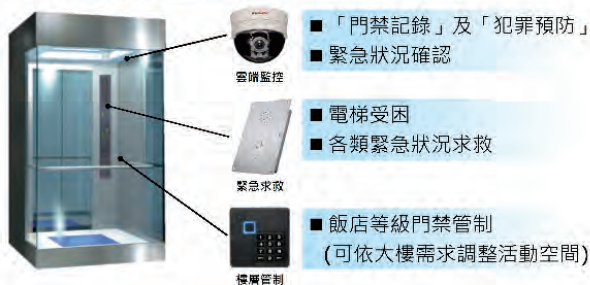 ■「門禁記錄」及「犯罪預防」
■ 緊急狀況確認
雲端監控
■ 電梯受困
■ 各類緊急狀況求救
緊急求救
■ 飯店等級門禁管制
(可依大樓需求調整活動空間)
樓層管制